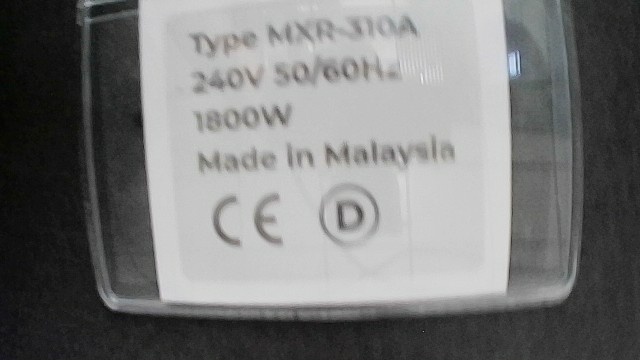 Type MXR-310A
240V 50/60Hz
1800W
Made in Malaysia
CE D